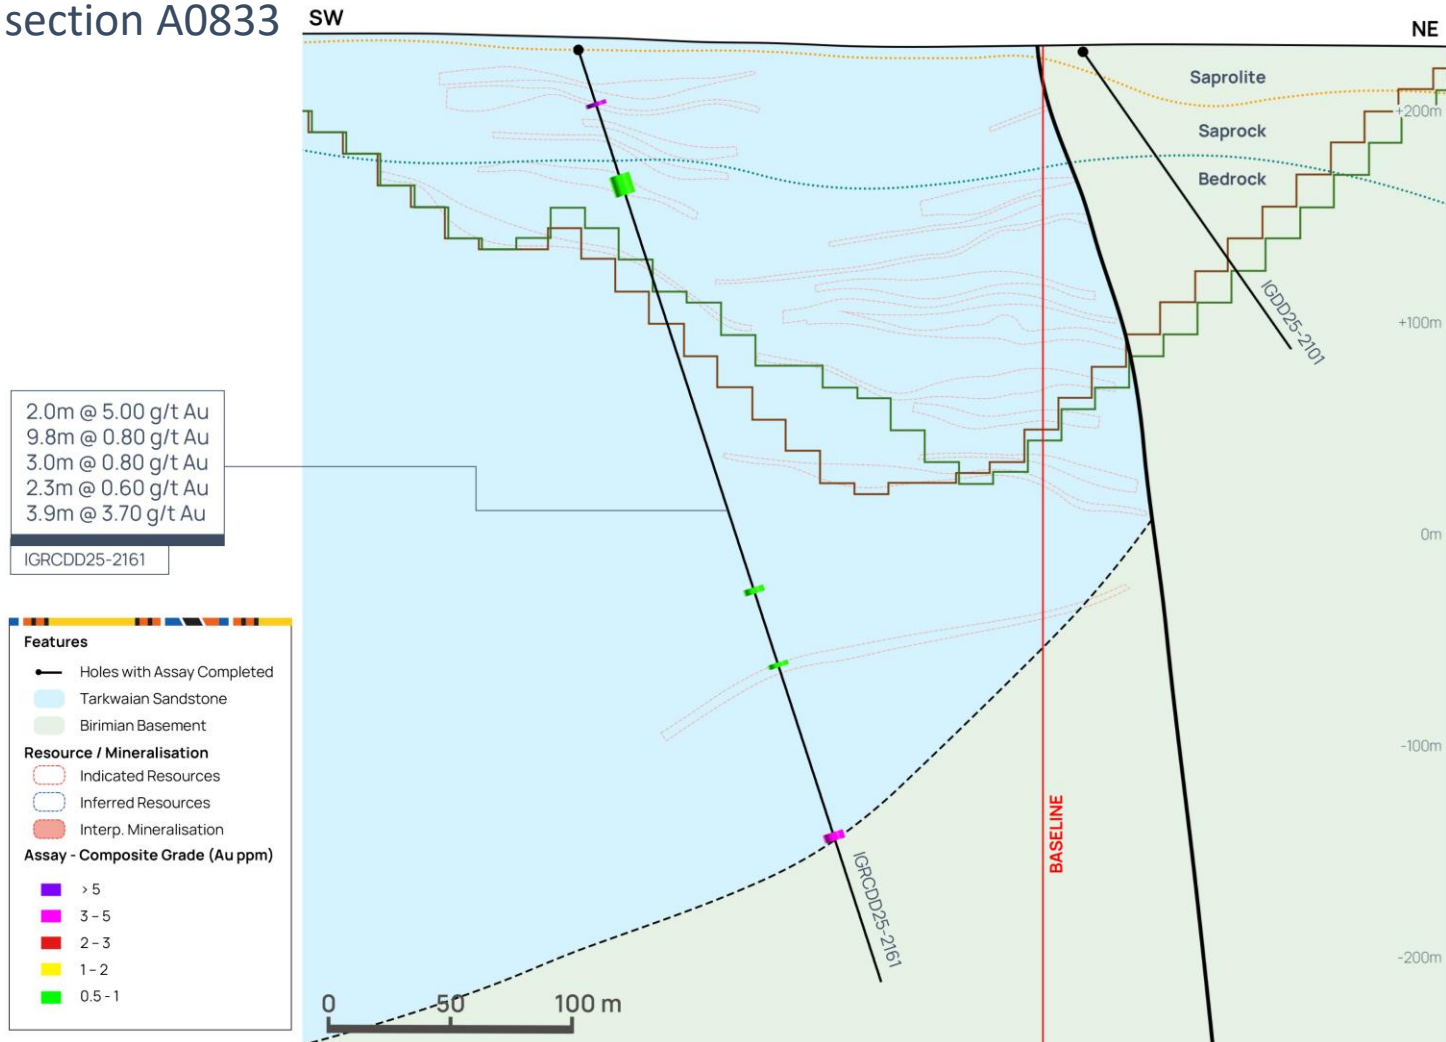 section A0833
SW
NE
Saprolite
+200m
Saprock
Bedrock
IGDD25-2101
+100m
2.0m @ 5.00 g/t Au
9.8m @ 0.80 g/t Au
3.0m @ 0.80 g/t Au
2.3m @ 0.60 g/t Au
3.9m @ 3.70 g/t Au
IGRCDD25-2161
0m
Features
Holes with Assay Completed
Tarkwaian Sandstone
Birimian Basement
Resource / Mineralisation
Indicated Resources
Inferred Resources
Interp. Mineralisation
Assay - Composite Grade (Au ppm)
> 5
3 - 5
2 - 3
1 - 2
0.5 - 1
-100m
BASELINE
IGRCDD25-2161
-200m
0 50 100 m